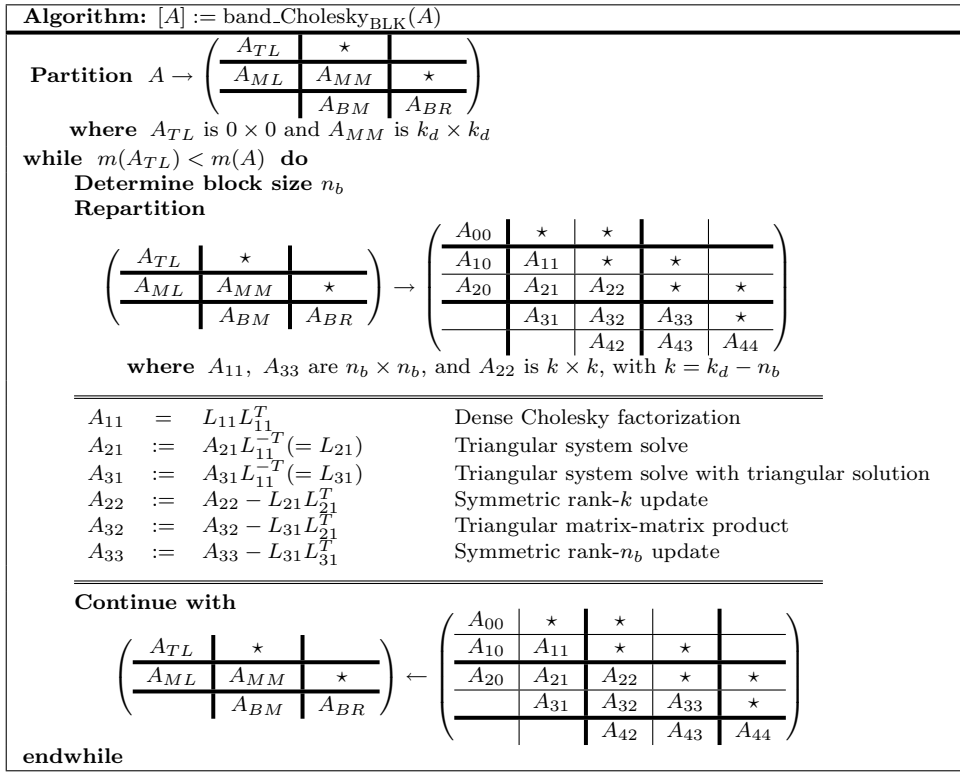 Algorithm: [A] := band_Cholesky_BLK(A)
A_TL ⋆
Partition A → ( A_ML A_MM ⋆ )
A_BM A_BR
where A_TL is 0 × 0 and A_MM is k_d × k_d
while m(A_TL) < m(A) do
Determine block size n_b
Repartition
( A_TL ⋆
A_ML A_MM ⋆
A_BM A_BR ) → ( A_00 ⋆ ⋆
A_10 A_11 ⋆ ⋆
A_20 A_21 A_22 ⋆ ⋆
A_31 A_32 A_33 ⋆
A_42 A_43 A_44 )
where A_11, A_33 are n_b × n_b, and A_22 is k × k, with k = k_d − n_b
A_11 = L_11 L_11^T Dense Cholesky factorization
A_21 := A_21 L_11^{−T} (= L_21) Triangular system solve
A_31 := A_31 L_11^{−T} (= L_31) Triangular system solve with triangular solution
A_22 := A_22 − L_21 L_21^T Symmetric rank-k update
A_32 := A_32 − L_31 L_21^T Triangular matrix-matrix product
A_33 := A_33 − L_31 L_31^T Symmetric rank-n_b update
Continue with
( A_TL ⋆
A_ML A_MM ⋆
A_BM A_BR ) ← ( A_00 ⋆ ⋆
A_10 A_11 ⋆ ⋆
A_20 A_21 A_22 ⋆ ⋆
A_31 A_32 A_33 ⋆
A_42 A_43 A_44 )
endwhile